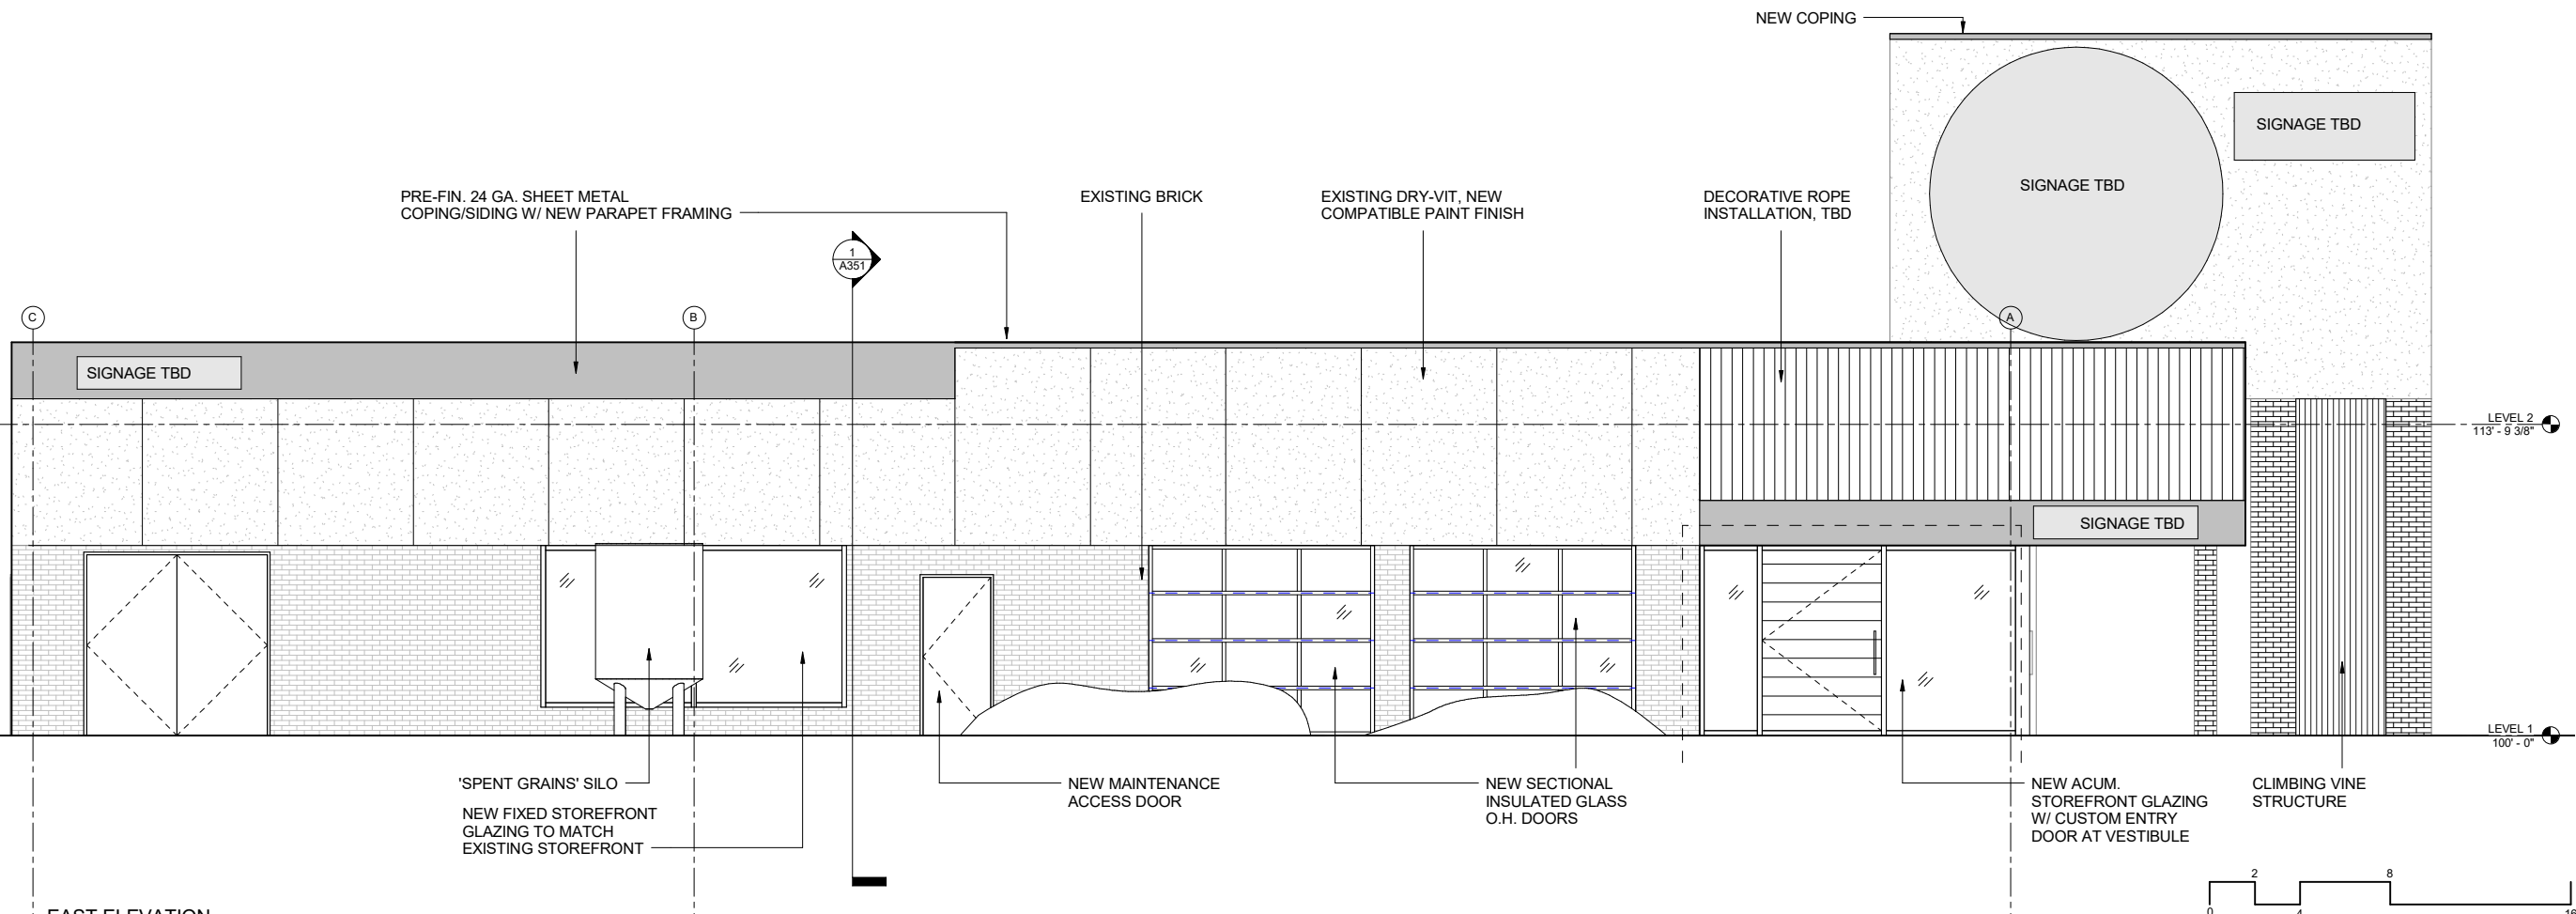 NEW COPING
SIGNAGE TBD
SIGNAGE TBD
PRE-FIN. 24 GA. SHEET METAL
COPING/SIDING W/ NEW PARAPET FRAMING
EXISTING BRICK
EXISTING DRY-VIT, NEW
COMPATIBLE PAINT FINISH
DECORATIVE ROPE
INSTALLATION, TBD
1
A351
C
B
A
SIGNAGE TBD
LEVEL 2
113' - 9 3/8"
SIGNAGE TBD
LEVEL 1
100' - 0"
'SPENT GRAINS' SILO
NEW FIXED STOREFRONT
GLAZING TO MATCH
EXISTING STOREFRONT
NEW MAINTENANCE
ACCESS DOOR
NEW SECTIONAL
INSULATED GLASS
O.H. DOORS
NEW ACUM.
STOREFRONT GLAZING
W/ CUSTOM ENTRY
DOOR AT VESTIBULE
CLIMBING VINE
STRUCTURE
2
8
0
4
16
EAST ELEVATION